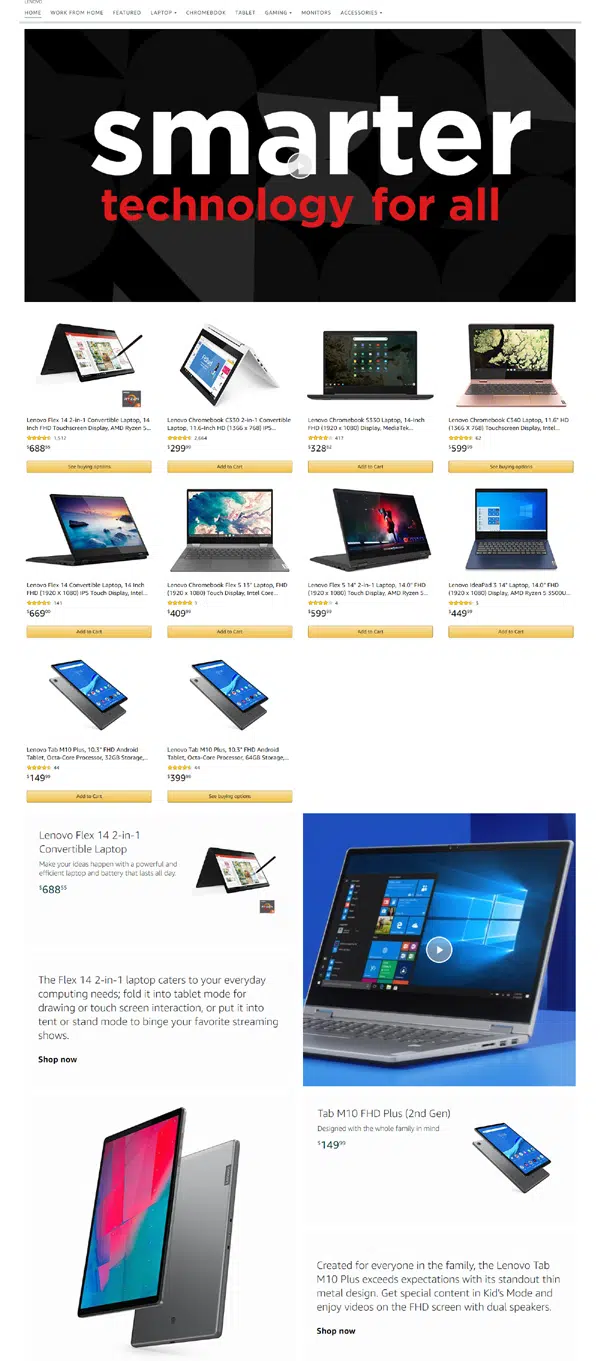 LENOVO
HOME WORK FROM HOME FEATURED LAPTOP CHROMEBOOK TABLET GAMING MONITORS ACCESSORIES
smarter
technology for all
Lenovo Flex 14 2-in-1 Convertible Laptop, 14
Inch FHD Touchscreen Display, AMD Ryzen 5...
1,512
$688
See buying options
Lenovo Chromebook C330 2-in-1 Convertible
Laptop, 11.6-Inch HD (1366 x 768) IPS...
2,664
$299
Add to Cart
Lenovo Chromebook S330 Laptop, 14-Inch
FHD (1920 x 1080) Display, MediaTek...
417
$328
Add to Cart
Lenovo Chromebook C340 Laptop, 11.6" HD
(1366 X 768) Touchscreen Display, Intel...
62
$599
See buying options
Lenovo Flex 14 Convertible Laptop, 14 Inch
FHD (1920 x 1080) IPS Touch Display, Intel...
141
$669
Add to Cart
Lenovo Chromebook Flex 5 13" Laptop, FHD
(1920 x 1080) Touch Display, Intel Core...
1
$409
Add to Cart
Lenovo Flex 5 14" 2-in-1 Laptop, 14.0" FHD
(1920 x 1080) Touch Display, AMD Ryzen 5...
4
$599
Add to Cart
Lenovo IdeaPad 3 14" Laptop, 14.0" FHD
(1920 x 1080) Display, AMD Ryzen 5 3500U...
$449
Add to Cart
Lenovo Tab M10 Plus, 10.3" FHD Android
Tablet, Octa-Core Processor, 32GB Storage,...
44
$149
Add to Cart
Lenovo Tab M10 Plus, 10.3" FHD Android
Tablet, Octa-Core Processor, 64GB Storage,...
44
$399
See buying options
Lenovo Flex 14 2-in-1
Convertible Laptop
Make your ideas happen with a powerful and
efficient laptop and battery that lasts all day.
$688
The Flex 14 2-in-1 laptop caters to your everyday
computing needs; fold it into tablet mode for
drawing or touch screen interaction, or put it into
tent or stand mode to binge your favorite streaming
shows.
Shop now
Lenovo
Tab M10 FHD Plus (2nd Gen)
Designed with the whole family in mind
$149
Created for everyone in the family, the Lenovo Tab
M10 Plus exceeds expectations with its standout thin
metal design. Get special content in Kid's Mode and
enjoy videos on the FHD screen with dual speakers.
Shop now